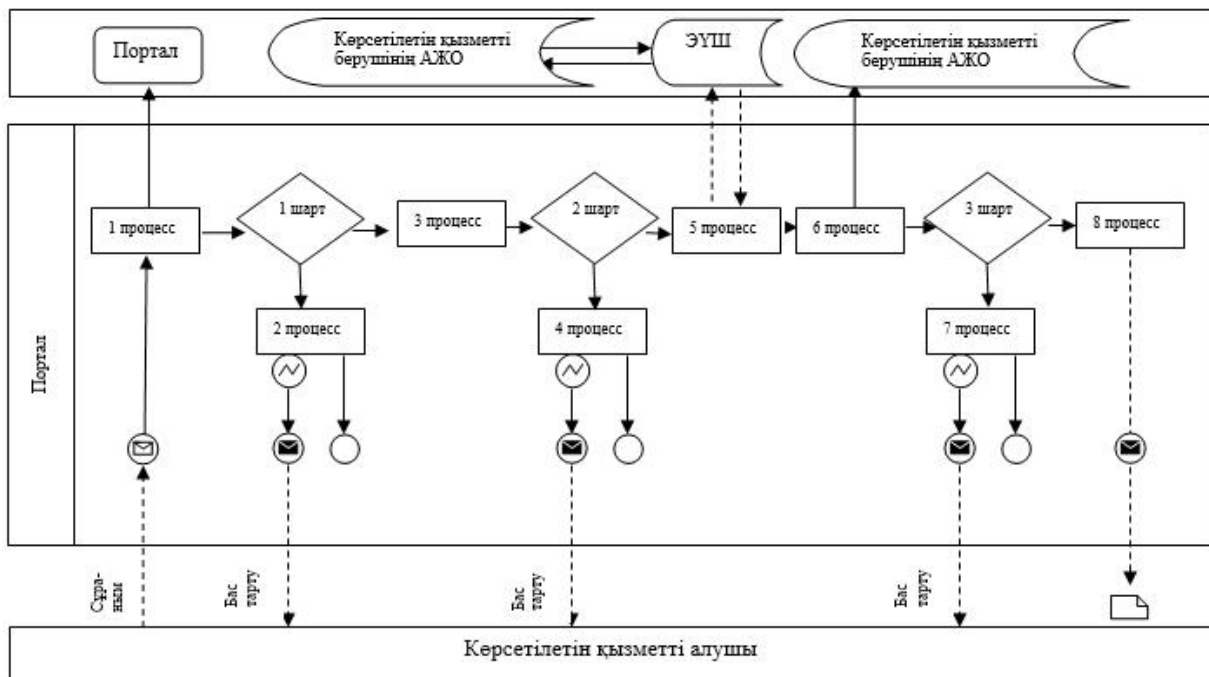 Портал
Көрсетілетін қызметті
берушінің АЖО
ЭҮШ
Көрсетілетін қызметті
берушінің АЖО
Портал
1 процесс
1 шарт
3 процесс
2 шарт
5 процесс
6 процесс
3 шарт
8 процесс
2 процесс
4 процесс
7 процесс
Сұра-
ным
Бас
тарту
Бас
тарту
Бас
тарту
Көрсетілетін қызметті алушы